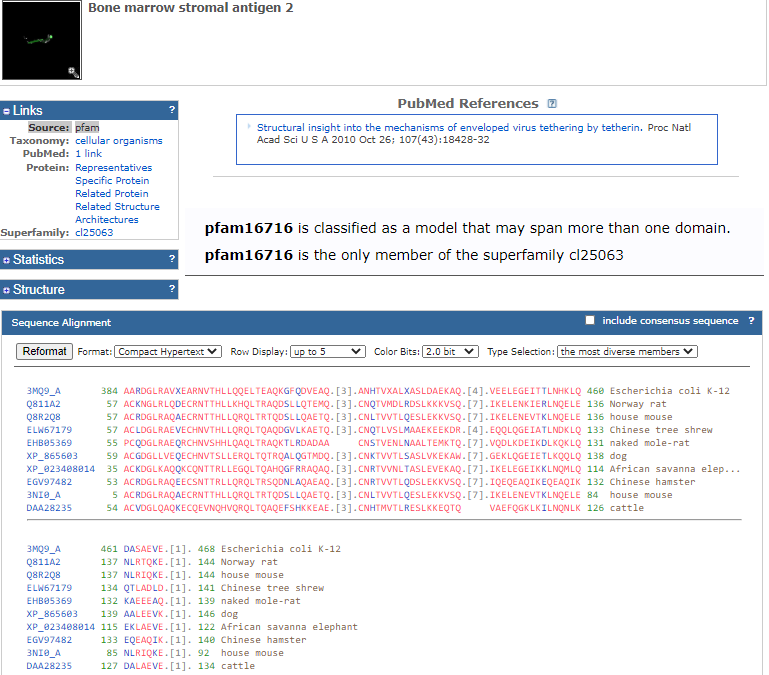 Bone marrow stromal antigen 2
Links ?
Source: pfam
Taxonomy: cellular organisms
PubMed: 1 link
Protein: Representatives
Specific Protein
Related Protein
Related Structure
Architectures
Superfamily: cl25063
Statistics ?
Structure ?
PubMed References ?
Structural insight into the mechanisms of enveloped virus tethering by tetherin. Proc Natl
Acad Sci U S A 2010 Oct 26; 107(43):18428-32
pfam16716 is classified as a model that may span more than one domain.
pfam16716 is the only member of the superfamily cl25063
Sequence Alignment include consensus sequence ?
Reformat Format: Compact Hypertext Row Display: up to 5 Color Bits: 2.0 bit Type Selection: the most diverse members
3MQ9_A 384 AARDGLRAVXEARNVTHLLQQELTEAQKGFQDVEAQ.[3].ANHTVXALXASLDAEKAQ.[4].VEELEGEITTLNHKLQ 460 Escherichia coli K-12
Q811A2 57 ACKNGLRLQDECRNTTHLLKHQLTRAQDSLLQTEMQ.[3].CNQTVMDLRDSLKKKVSQ.[7].IKELENKIERLNQELE 136 Norway rat
Q8R2Q8 57 ACRDGLRAQAECRNTTHLLQRQLTRTQDSLLQAETQ.[3].CNLTVVTLQESLEKKVSQ.[7].IKELENEVTKLNQELE 136 house mouse
ELW67179 57 ACLDGLRAEVRCHNVTHLLQRQLTQAQDGVLKAETQ.[3].CNQTLVSLMAAEKEEKDR.[4].EQQLQGEIATLNDKLQ 133 Chinese tree shrew
EHB05369 55 PCQDGLRAEQRCHNVSHHLQAQLTRAQKTLRDADAA CNSTVENLNAALTEMKTQ.[7].VQDLKDEIKDLKQKLQ 131 naked mole-rat
XP_865603 59 ACGDGLLVEQECHNVTSLLERQLTQTRQALQGTMDQ.[3].CNKTVVTLSASLVKEKAW.[3].GEKLQGEIETLKQQLQ 138 dog
XP_023408014 35 ACKDGLKAQQKCQNTTRLLEGQLTQAHQGFRRAQAQ.[3].CNRTVVNLTASLEVEKAQ.[7].IKELEGEIKKLNQMLQ 114 African savanna elep...
EGV97482 53 ACRDGLRAQEECSNTTHLLQRQLTRSQDNLAQAEAQ.[3].CNRTVVTLQDSLEKKVSQ.[7].IQEQEAQIKEQEAQIK 132 Chinese hamster
3NI0_A 5 ACRDGLRAQAECRNTTHLLQRQLTRTQDSLLQAETQ.[3].CNLTVVTLQESLEKKVSQ.[7].IKELENEVTKLNQELE 84 house mouse
DAA28235 54 ACVDGLQAQKECQEVNQHVQRQLTQAQEFSHKKEAE.[3].CNHTMVTLRESLKKEQTQ VAEFQGKLKILNQNLK 126 cattle
3MQ9_A 461 DASAEVE.[1]. 468 Escherichia coli K-12
Q811A2 137 NLRTQKE.[1]. 144 Norway rat
Q8R2Q8 137 NLRIQKE.[1]. 144 house mouse
ELW67179 134 QTLADLD.[1]. 141 Chinese tree shrew
EHB05369 132 KAEEEAQ.[1]. 139 naked mole-rat
XP_865603 139 AALEEVK.[1]. 146 dog
XP_023408014 115 EKLAEVE.[1]. 122 African savanna elephant
EGV97482 133 EQEAQIK.[1]. 140 Chinese hamster
3NI0_A 85 NLRIQKE.[1]. 92 house mouse
DAA28235 127 DALAEVE.[1]. 134 cattle